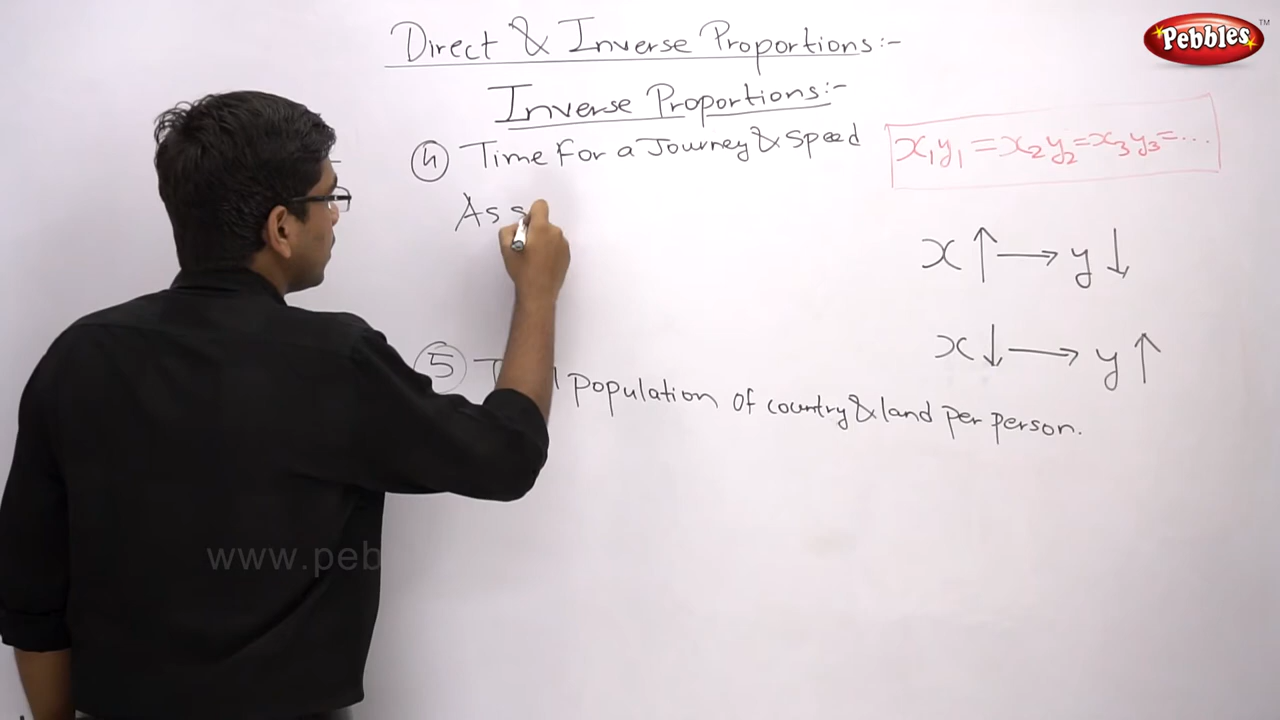 Direct & Inverse Proportions:-
Pebbles™
Inverse Proportions:-
④ Time for a Journey & Speed
x₁y₁ = x₂y₂ = x₃y₃ = ...
As s
x ↑ → y ↓
x ↓ → y ↑
⑤ population of country & land per person.
www.peb